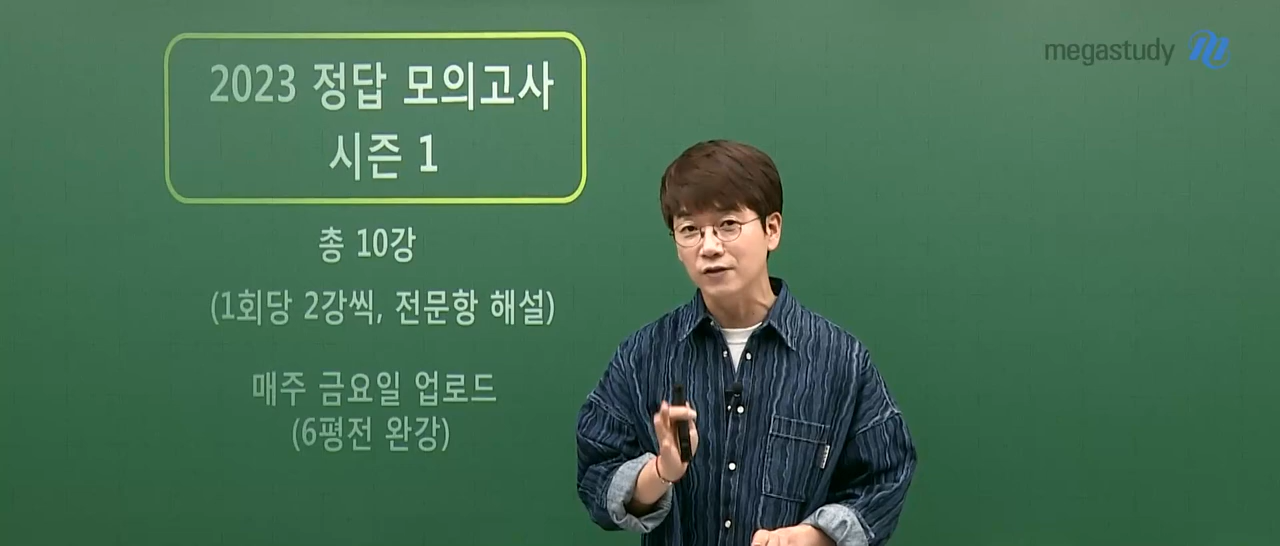 megastudy
2023 정답 모의고사
시즌 1
총 10강
(1회당 2강씩, 전문항 해설)
매주 금요일 업로드
(6평전 완강)